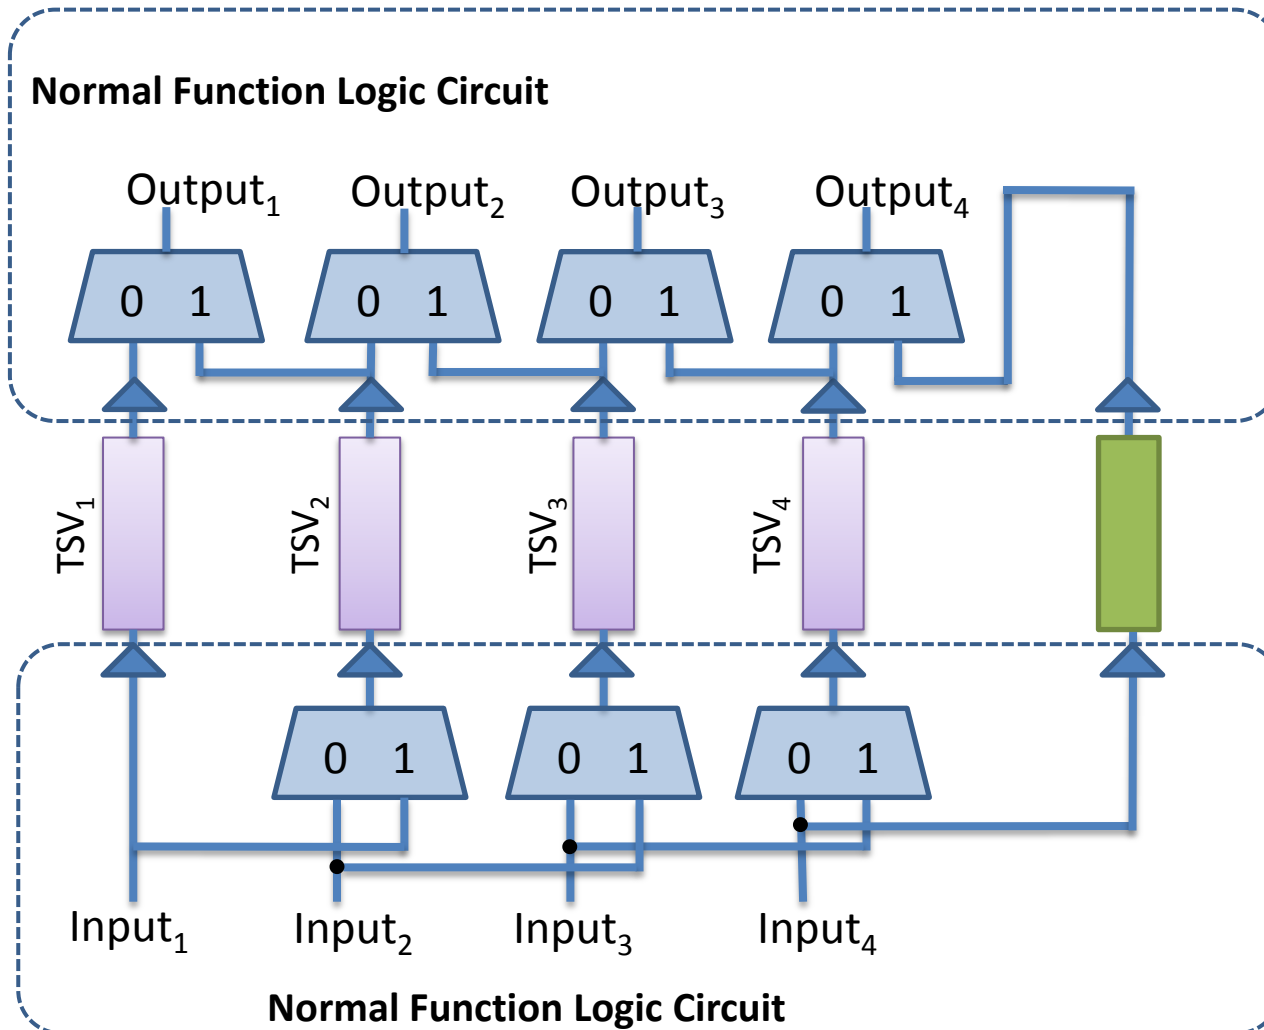 Normal Function Logic Circuit
Output₁ Output₂ Output₃ Output₄
0 1 0 1 0 1 0 1
TSV₁ TSV₂ TSV₃ TSV₄
0 1 0 1 0 1
Input₁ Input₂ Input₃ Input₄
Normal Function Logic Circuit